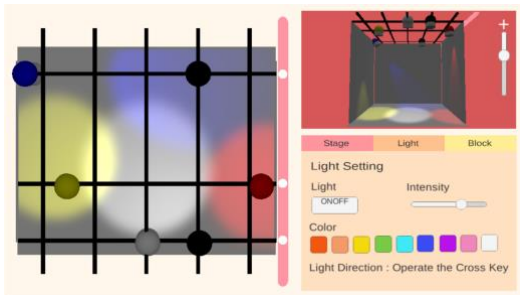 +
Stage Light Block
Light Setting
Light Intensity
ONOFF
Color
Light Direction : Operate the Cross Key